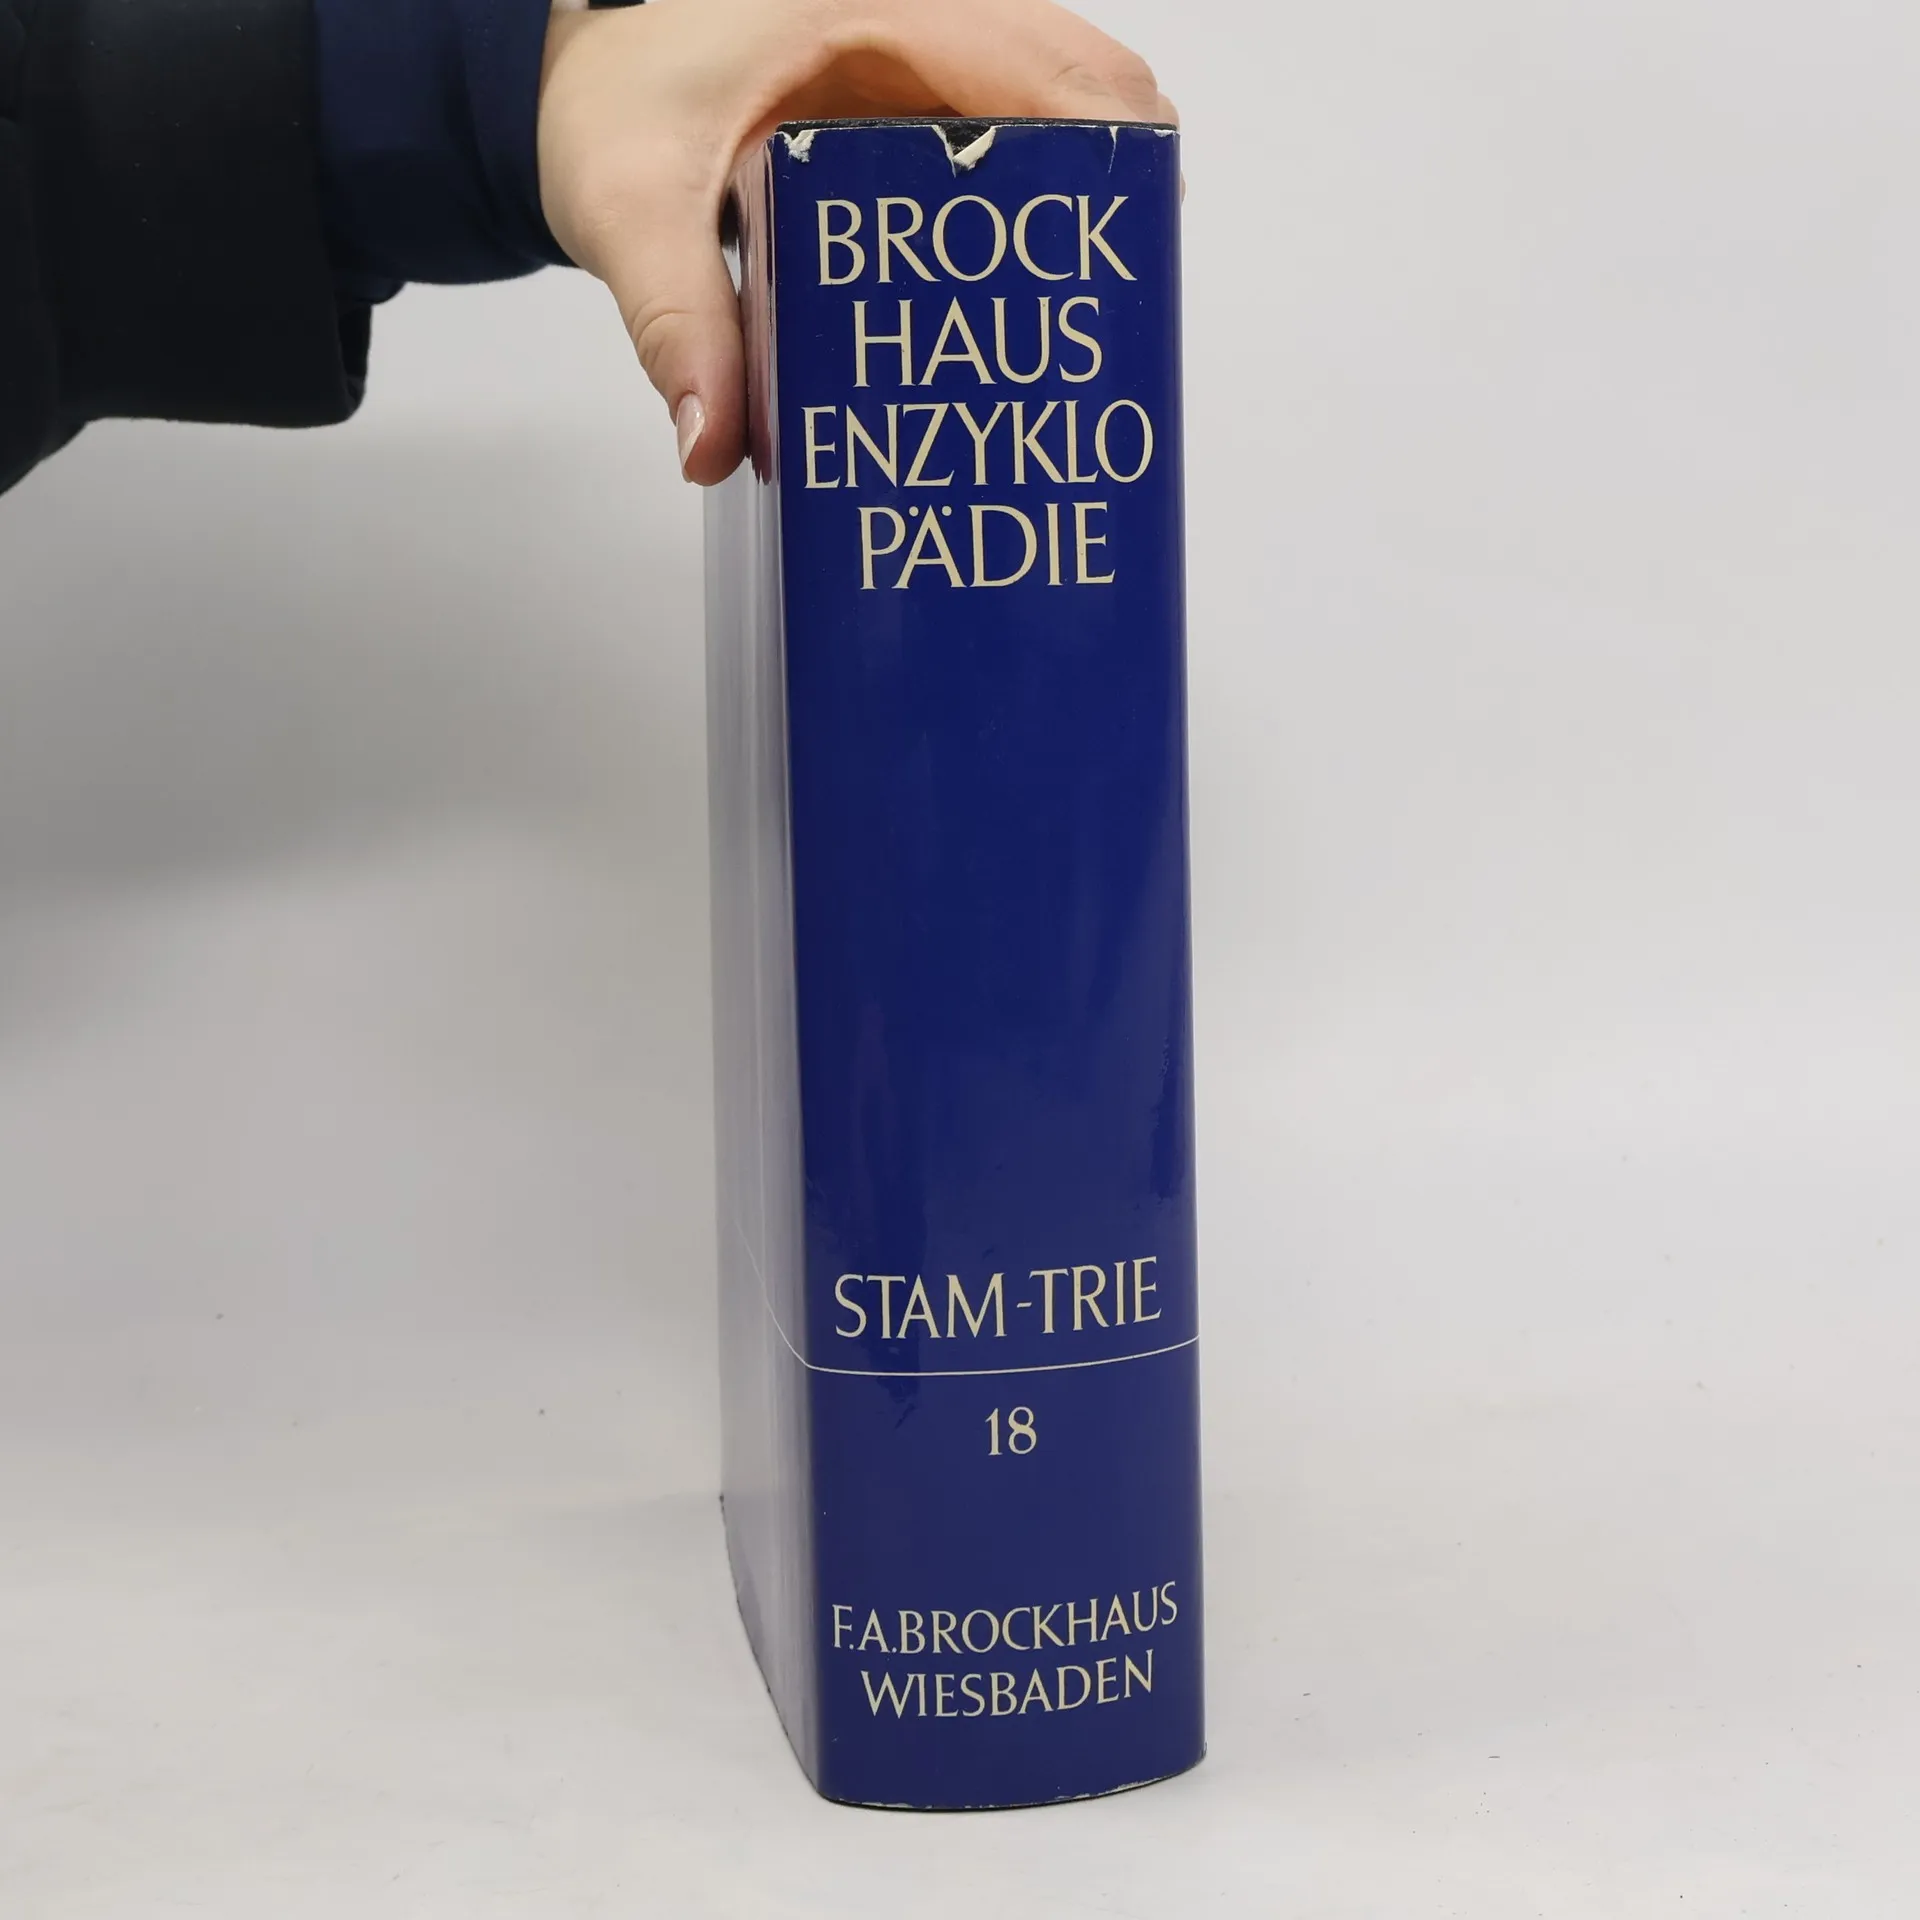 BROCK
HAUS
ENZYKLO
PÄDIE
STAM-TRIE
18
F.A.BROCKHAUS
WIESBADEN